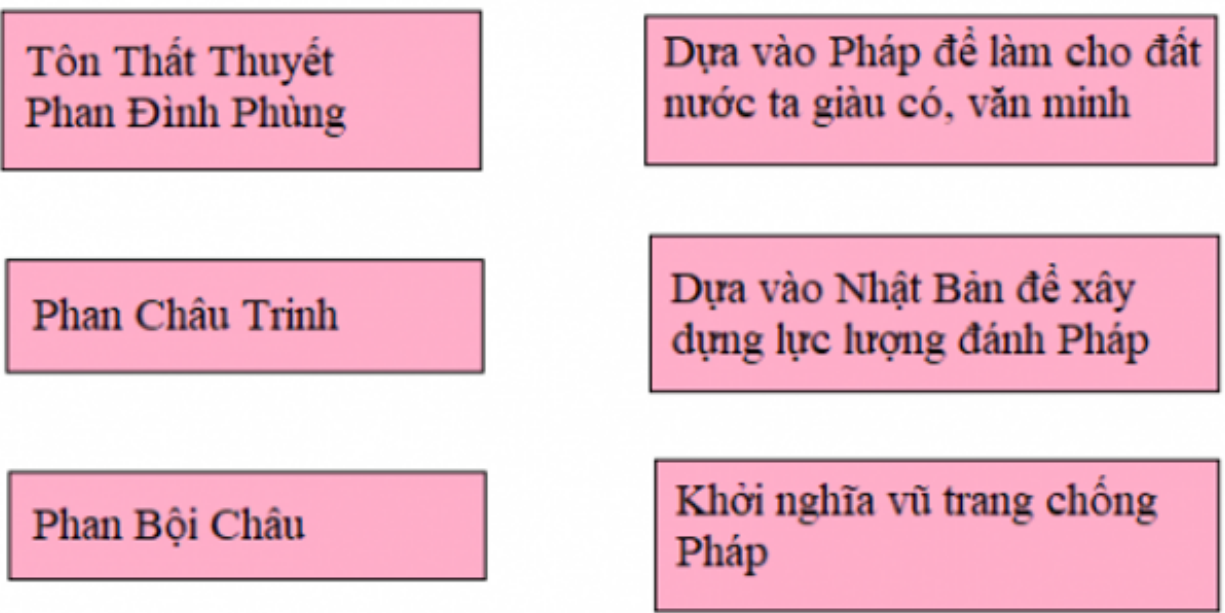 Tôn Thất Thuyết
Phan Đình Phùng
Dựa vào Pháp để làm cho đất
nước ta giàu có, văn minh
Phan Châu Trinh
Dựa vào Nhật Bản để xây
dựng lực lượng đánh Pháp
Phan Bội Châu
Khởi nghĩa vũ trang chống
Pháp